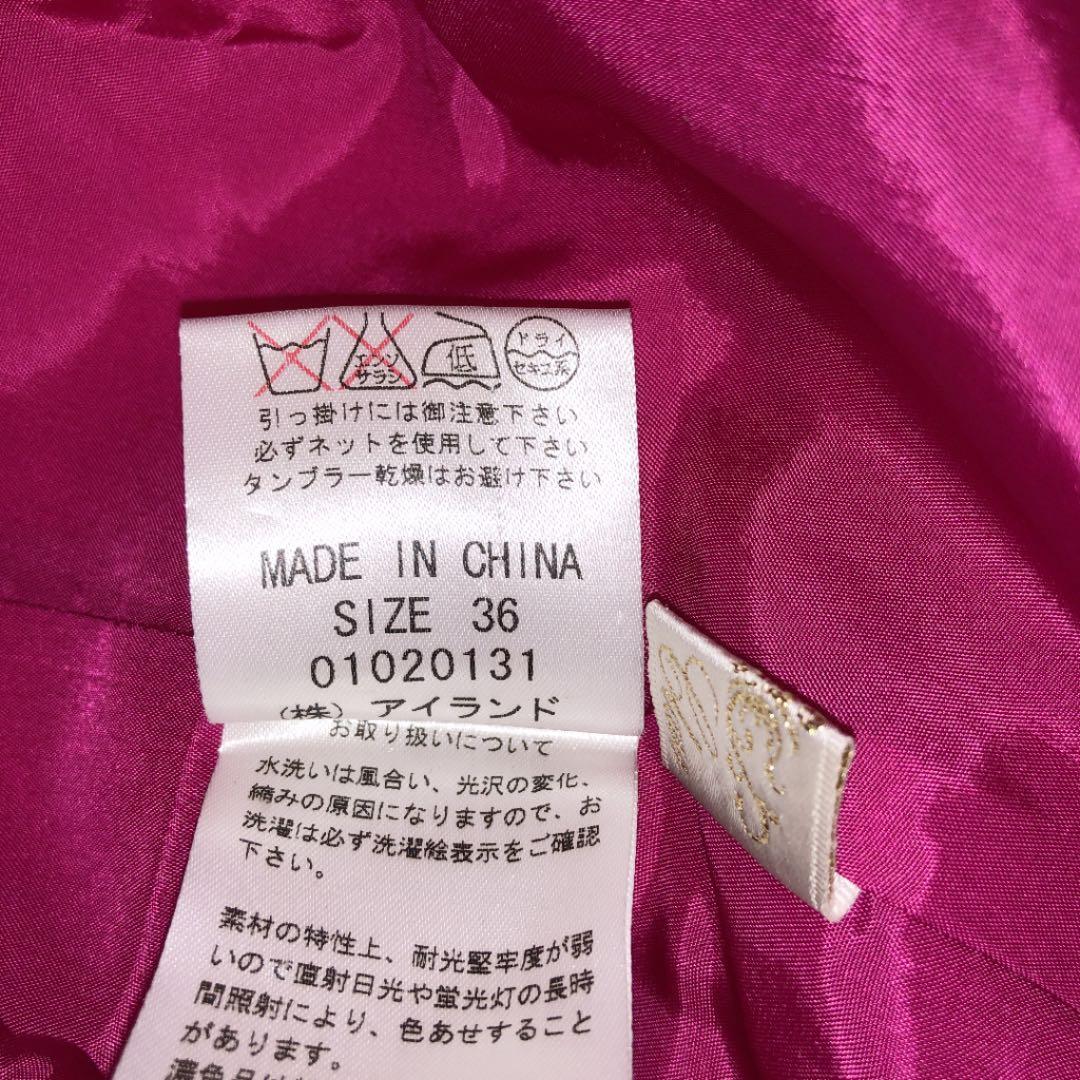 エンソ
サラシ
低
ドライ
セキユ系
引っ掛けには御注意下さい
必ずネットを使用して下さい
タンブラー乾燥はお避け下さい
MADE IN CHINA
SIZE 36
01020131
(株) アイランド
お取り扱いについて
水洗いは風合い、光沢の変化、
縮みの原因になりますので、お
洗濯は必ず洗濯絵表示をご確認
下さい。
素材の特性上、耐光堅牢度が弱
いので直射日光や蛍光灯の長時
間照射により、色あせすること
があります。
濃色品は